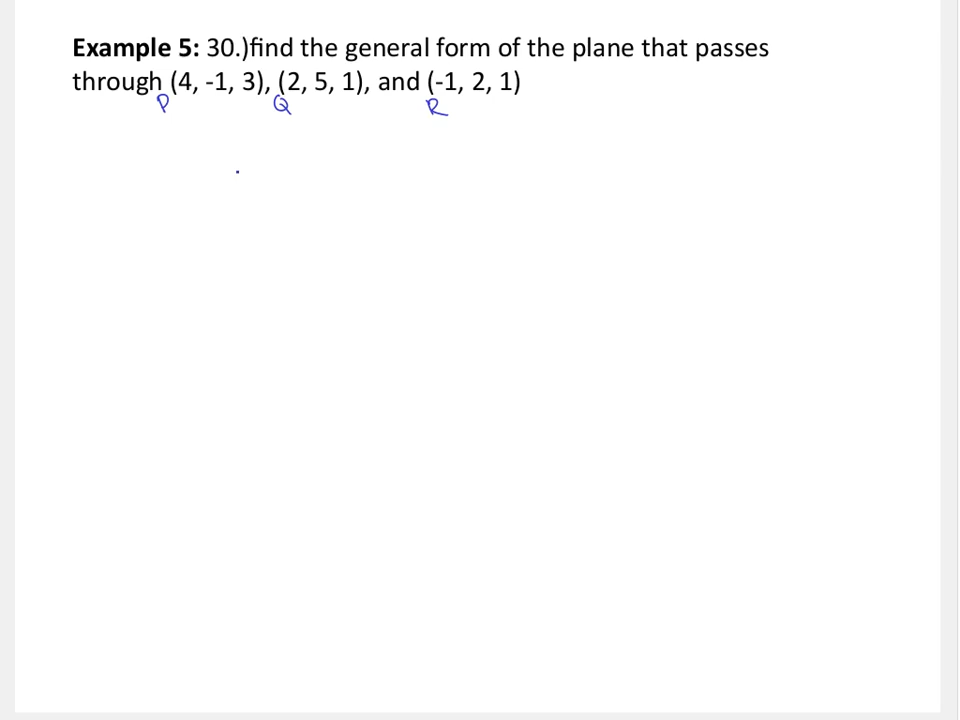 Example 5: 30.)find the general form of the plane that passes
through (4, -1, 3), (2, 5, 1), and (-1, 2, 1)
P Q R